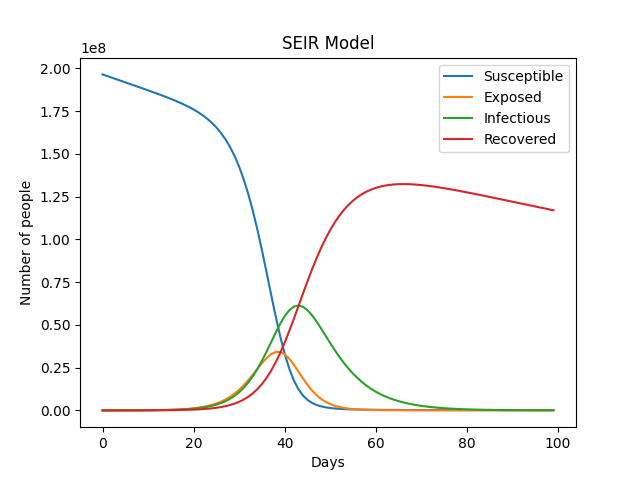 SEIR Model
1e8
2.00
1.75
1.50
1.25
1.00
0.75
0.50
0.25
0.00
Number of people
Susceptible
Exposed
Infectious
Recovered
0 20 40 60 80 100
Days